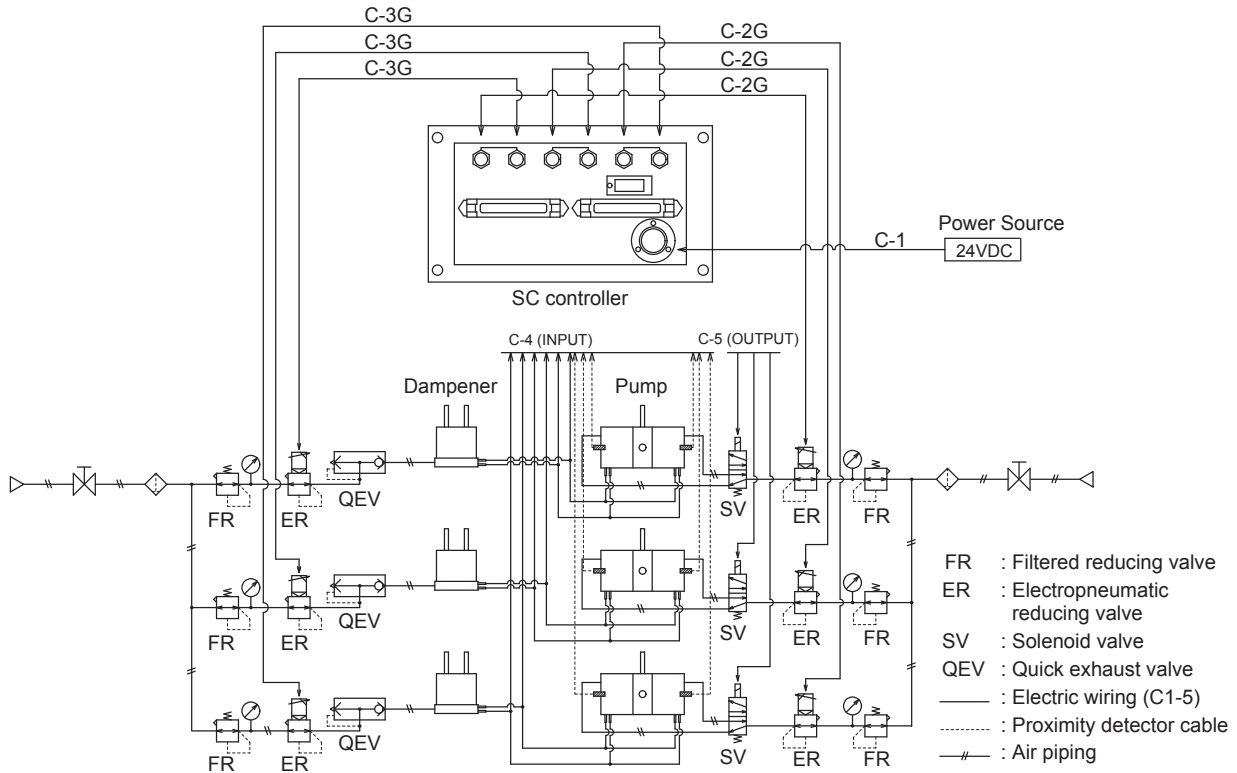 C-3G
C-2G
C-3G
C-2G
C-3G
C-2G
Power Source
C-1
24VDC
SC controller
C-4 (INPUT)
C-5 (OUTPUT)
Dampener
Pump
FR
ER
QEV
SV
ER
FR
FR
ER
QEV
SV
ER
FR
FR
ER
QEV
SV
ER
FR
FR : Filtered reducing valve
ER : Electropneumatic
reducing valve
SV : Solenoid valve
QEV : Quick exhaust valve
: Electric wiring (C1-5)
: Proximity detector cable
: Air piping